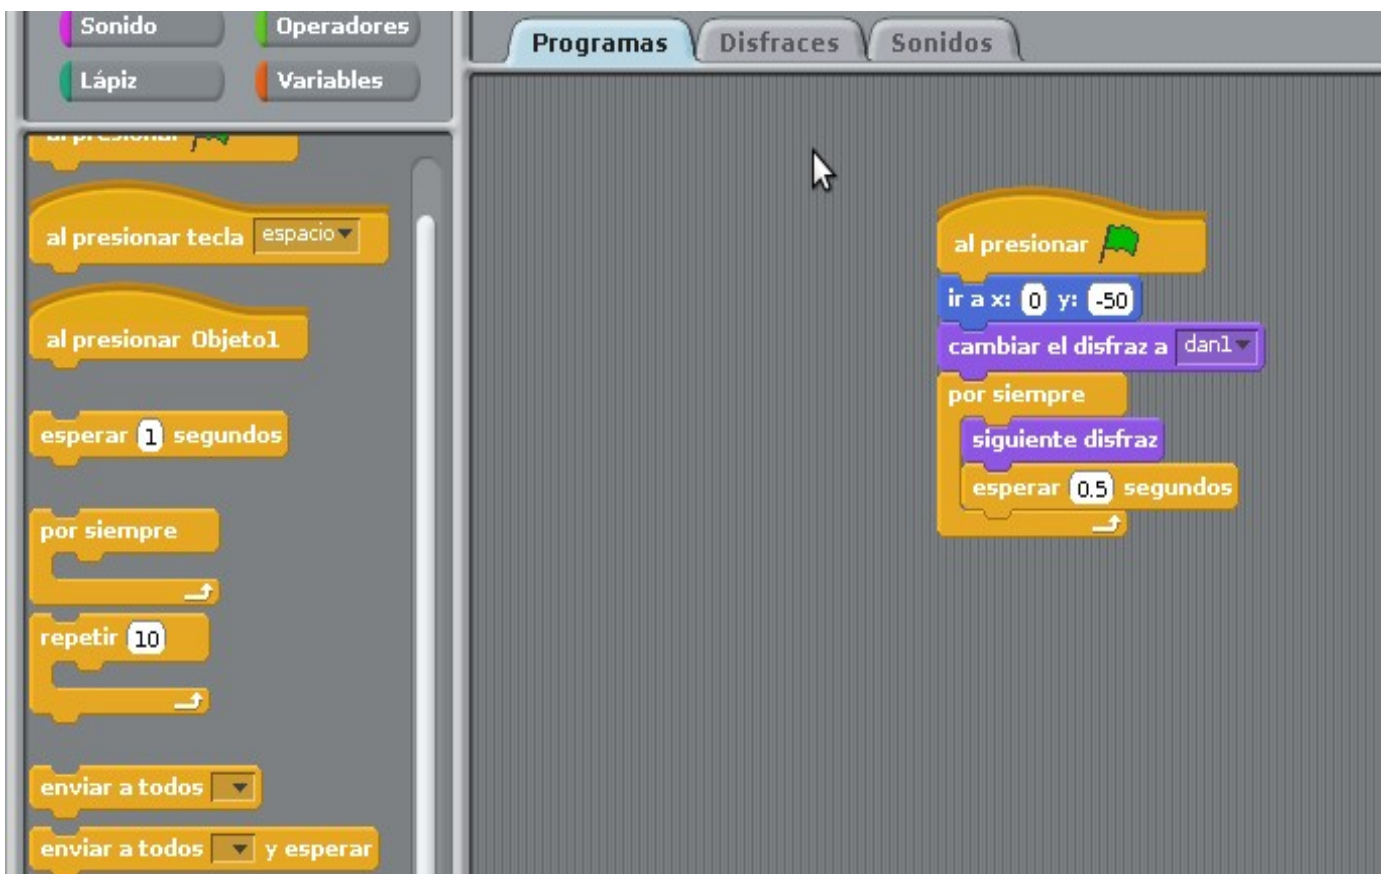 Sonido
Operadores
Lápiz
Variables
Programas
Disfraces
Sonidos
al presionar
al presionar tecla espacio
al presionar Objeto1
esperar 1 segundos
por siempre
repetir 10
enviar a todos
enviar a todos y esperar
al presionar
ir a x: 0 y: -50
cambiar el disfraz a dan1
por siempre
siguiente disfraz
esperar 0.5 segundos